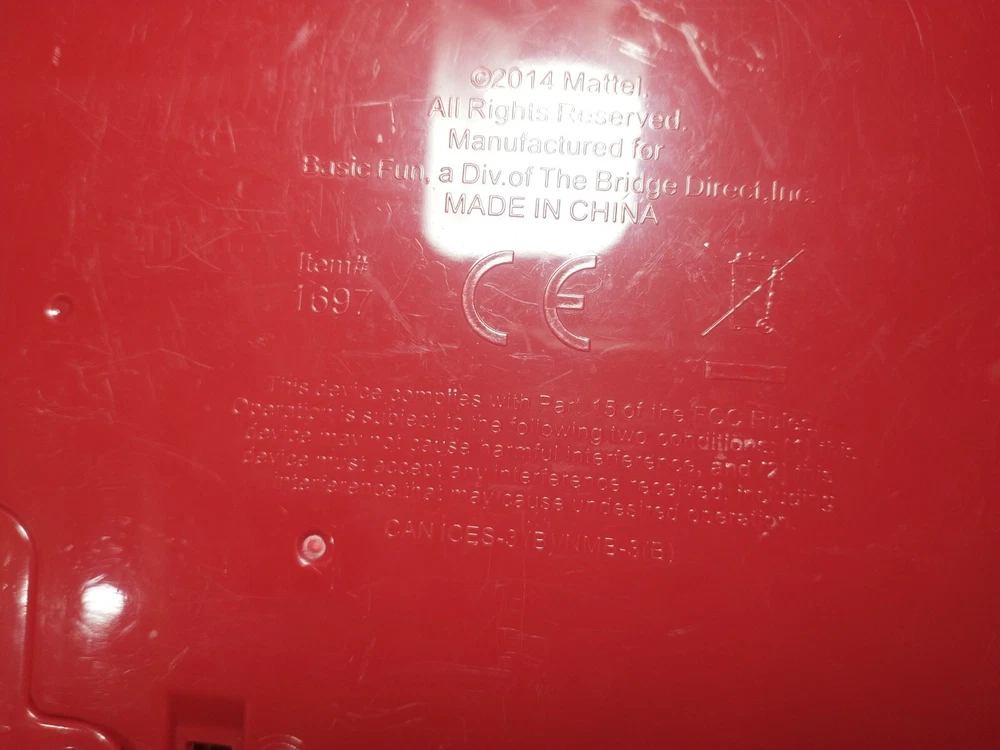 ©2014 Mattel,
All Rights Reserved.
Manufactured for
Basic Fun, a Div.of The Bridge Direct,Inc.
MADE IN CHINA
Item#
1697
CE
This device complies with Part 15 of the FCC Rules.
Operation is subject to the following two conditions: (1) this
device may not cause harmful interference, and (2) this
device must accept any interference received, including
interference that may cause undesired operation.
CAN ICES-3 (B)/NMB-3(B)